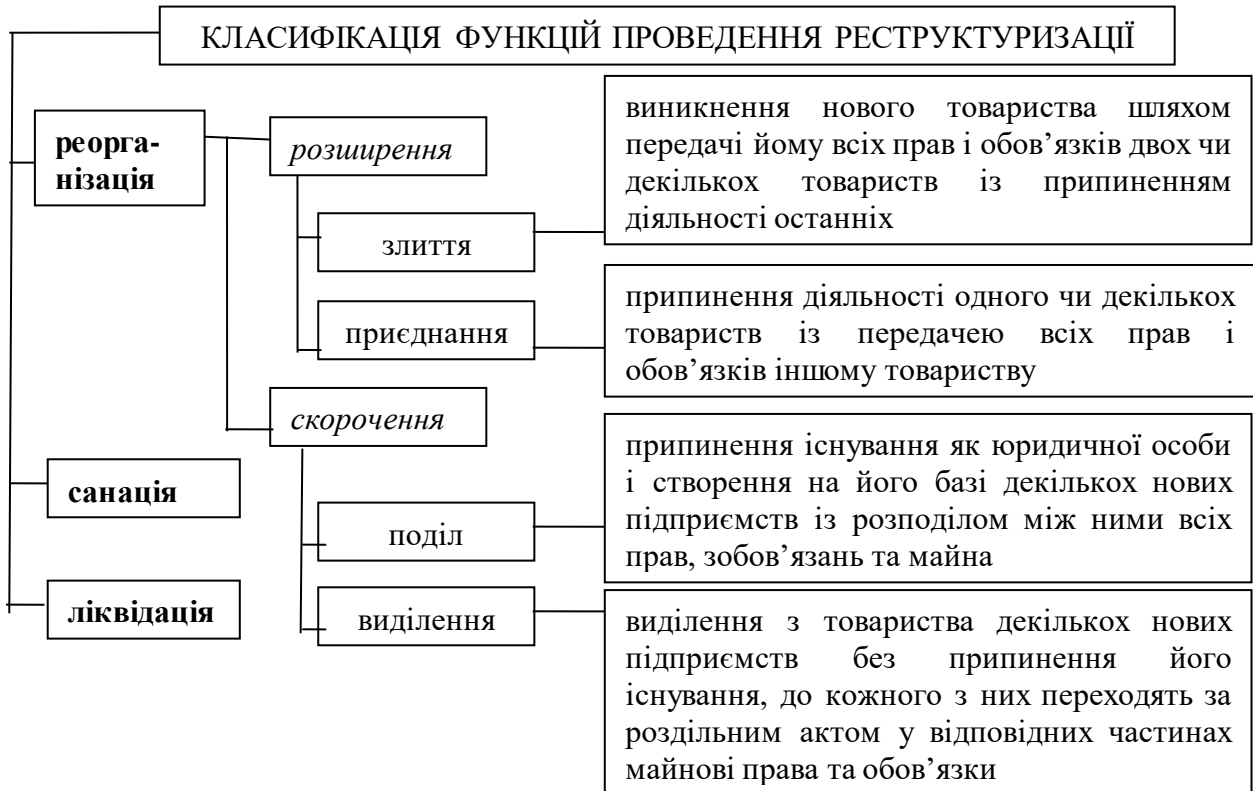 КЛАСИФІКАЦІЯ ФУНКЦІЙ ПРОВЕДЕННЯ РЕСТРУКТУРИЗАЦІЇ
реорга-
нізація
розширення
виникнення нового товариства шляхом
передачі йому всіх прав і обов’язків двох чи
декількох товариств із припиненням
діяльності останніх
злиття
приєднання
припинення діяльності одного чи декількох
товариств із передачею всіх прав і
обов’язків іншому товариству
скорочення
припинення існування як юридичної особи
і створення на його базі декількох нових
підприємств із розподілом між ними всіх
прав, зобов’язань та майна
санація
поділ
ліквідація
виділення
виділення з товариства декількох нових
підприємств без припинення його
існування, до кожного з них переходять за
роздільним актом у відповідних частинах
майнові права та обов’язки